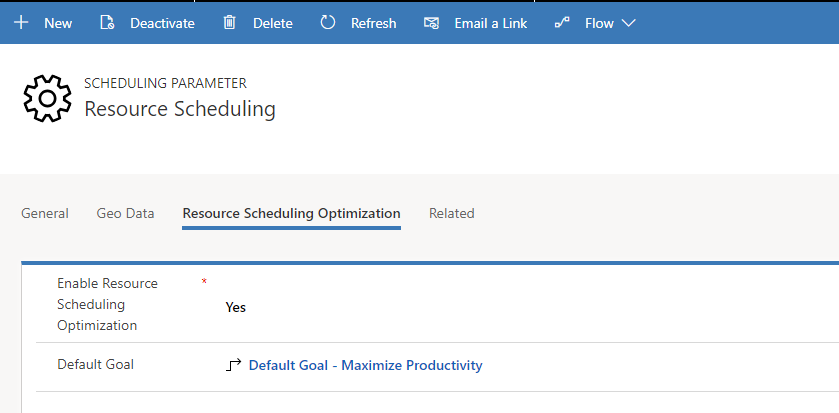 New Deactivate Delete Refresh Email a Link Flow
SCHEDULING PARAMETER
Resource Scheduling
General Geo Data Resource Scheduling Optimization Related
Enable Resource *
Scheduling
Yes
Optimization
Default Goal Default Goal - Maximize Productivity